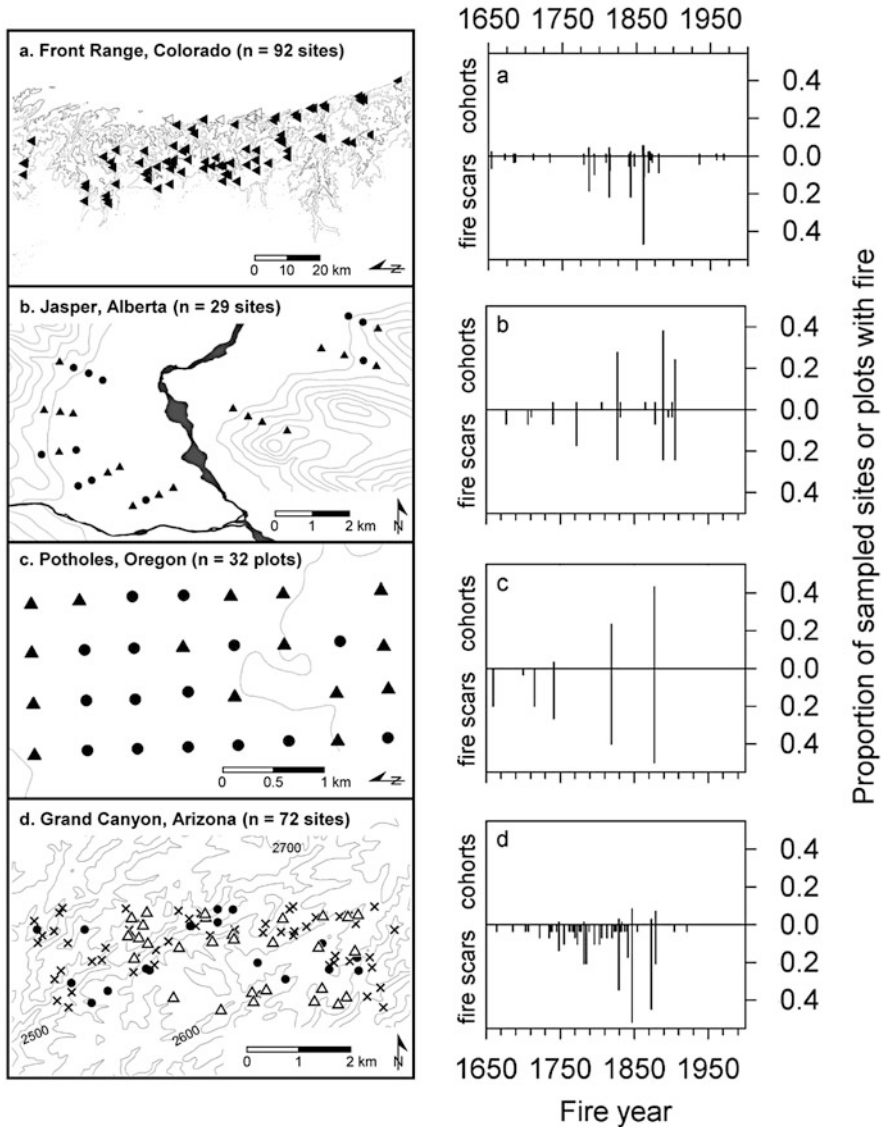 a. Front Range, Colorado (n = 92 sites)
0 10 20 km
N
b. Jasper, Alberta (n = 29 sites)
0 1 2 km
N
c. Potholes, Oregon (n = 32 plots)
0 0.5 1 km
N
d. Grand Canyon, Arizona (n = 72 sites)
2700
2500
2600
0 1 2 km
N
1650 1750 1850 1950
a
cohorts
fire scars
0.4
0.2
0.0
0.2
0.4
b
cohorts
fire scars
0.4
0.2
0.0
0.2
0.4
c
cohorts
fire scars
0.4
0.2
0.0
0.2
0.4
d
cohorts
fire scars
0.4
0.2
0.0
0.2
0.4
1650 1750 1850 1950
Fire year
Proportion of sampled sites or plots with fire